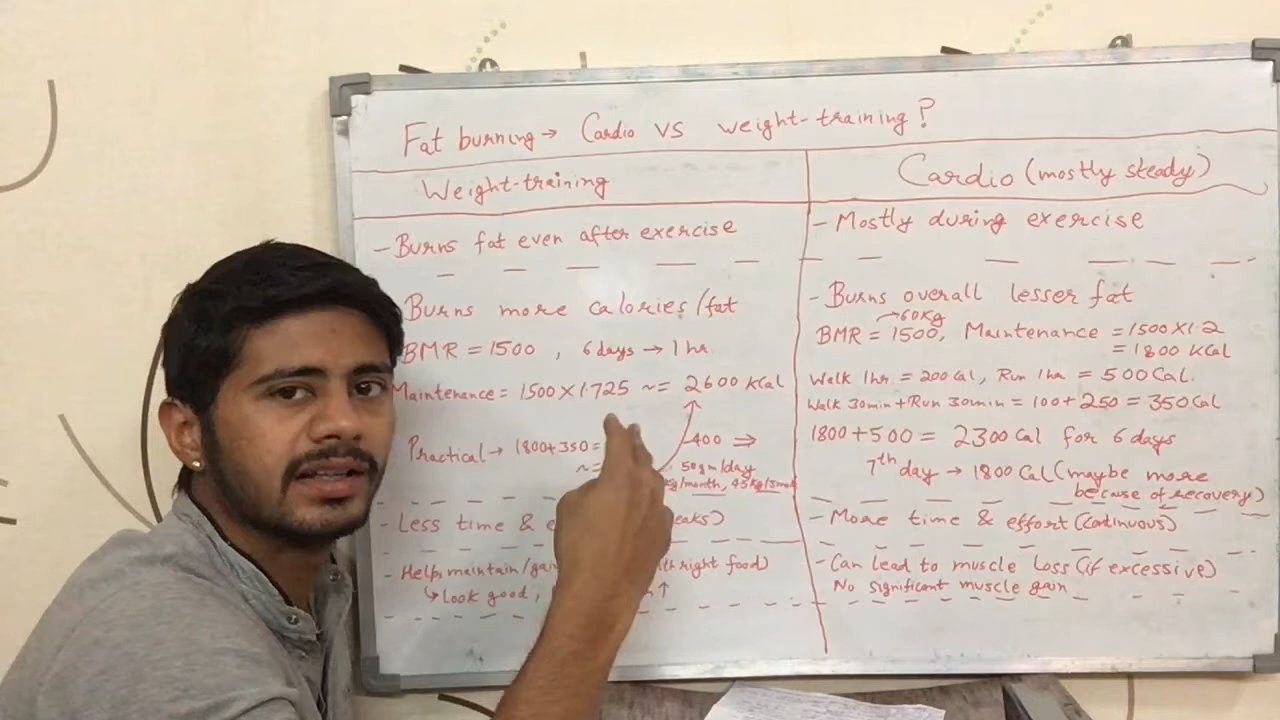 Fat burning → Cardio vs weight-training?
Weight-training
- Burns fat even after exercise
Burns more calories/fat
BMR = 1500 , 6 days → 1 hr
Maintenance = 1500 X 1.725 ~= 2600 KCal
Practical → 1800+350=
~= 400 ⇒
50gm/day
/month,
- Less time &
- Helps maintain/gain right food)
↳ Look good, ↑
Cardio (mostly steady)
- Mostly during exercise
- Burns overall lesser fat
→60Kg
BMR = 1500, Maintenance = 1500 X 1.2
= 1800 KCal
Walk 1hr. = 200 Cal, Run 1hr = 500 Cal.
Walk 30min + Run 30min = 100 + 250 = 350 Cal
1800 + 500 = 2300 Cal for 6 days
7th day → 1800 Cal (maybe more
because of recovery)
- More time & effort (continuous)
- Can lead to muscle loss (if excessive)
No significant muscle gain